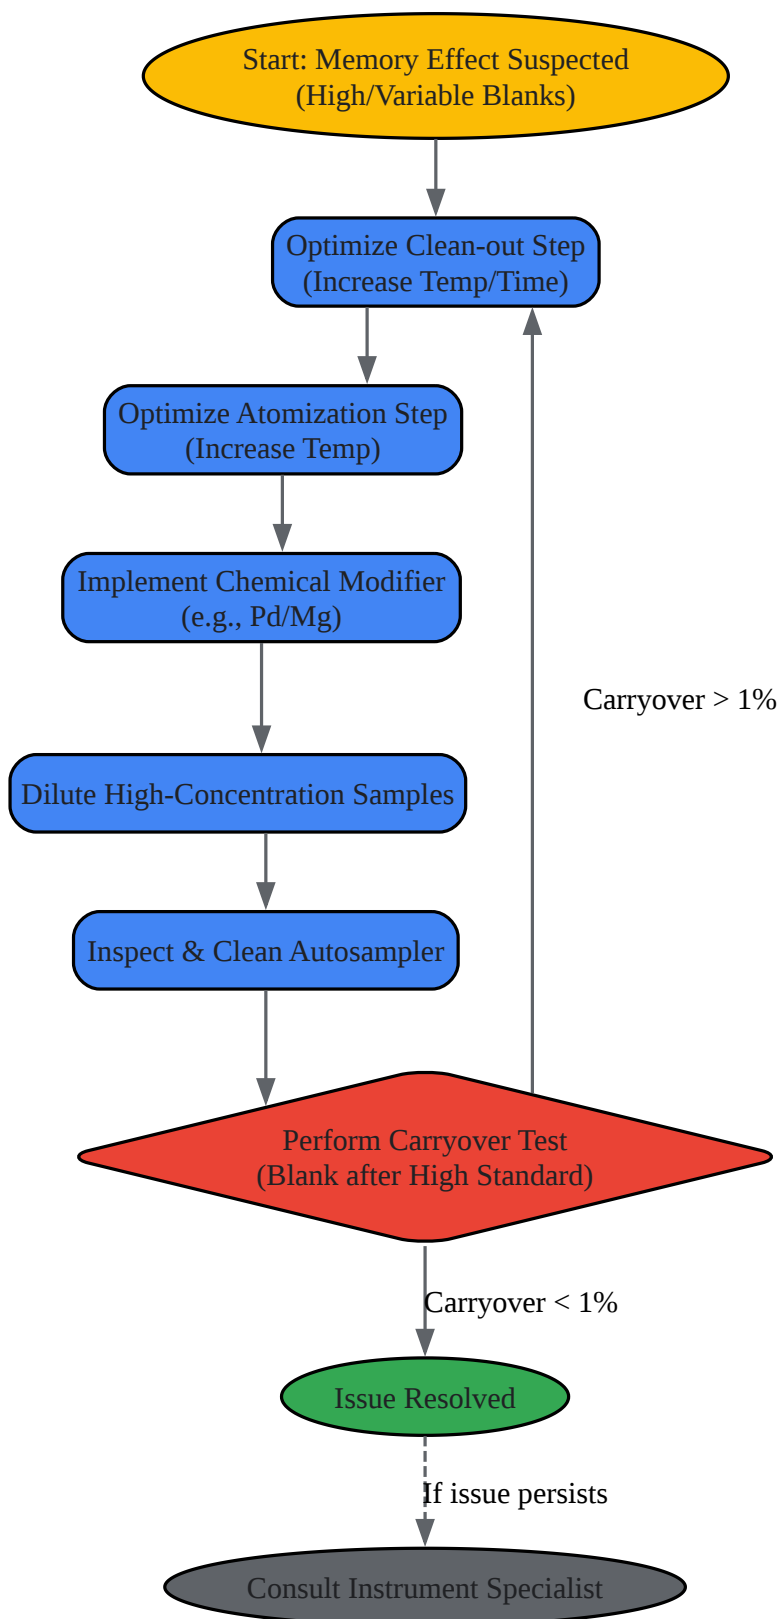 Start: Memory Effect Suspected
(High/Variable Blanks)
Optimize Clean-out Step
(Increase Temp/Time)
Optimize Atomization Step
(Increase Temp)
Implement Chemical Modifier
(e.g., Pd/Mg)
Carryover > 1%
Dilute High-Concentration Samples
Inspect & Clean Autosampler
Perform Carryover Test
(Blank after High Standard)
Carryover < 1%
Issue Resolved
If issue persists
Consult Instrument Specialist